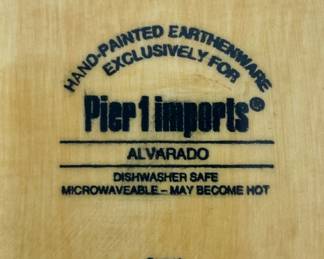 HAND-PAINTED EARTHENWARE
EXCLUSIVELY FOR
Pier 1 imports®
ALVARADO
DISHWASHER SAFE
MICROWAVEABLE – MAY BECOME HOT